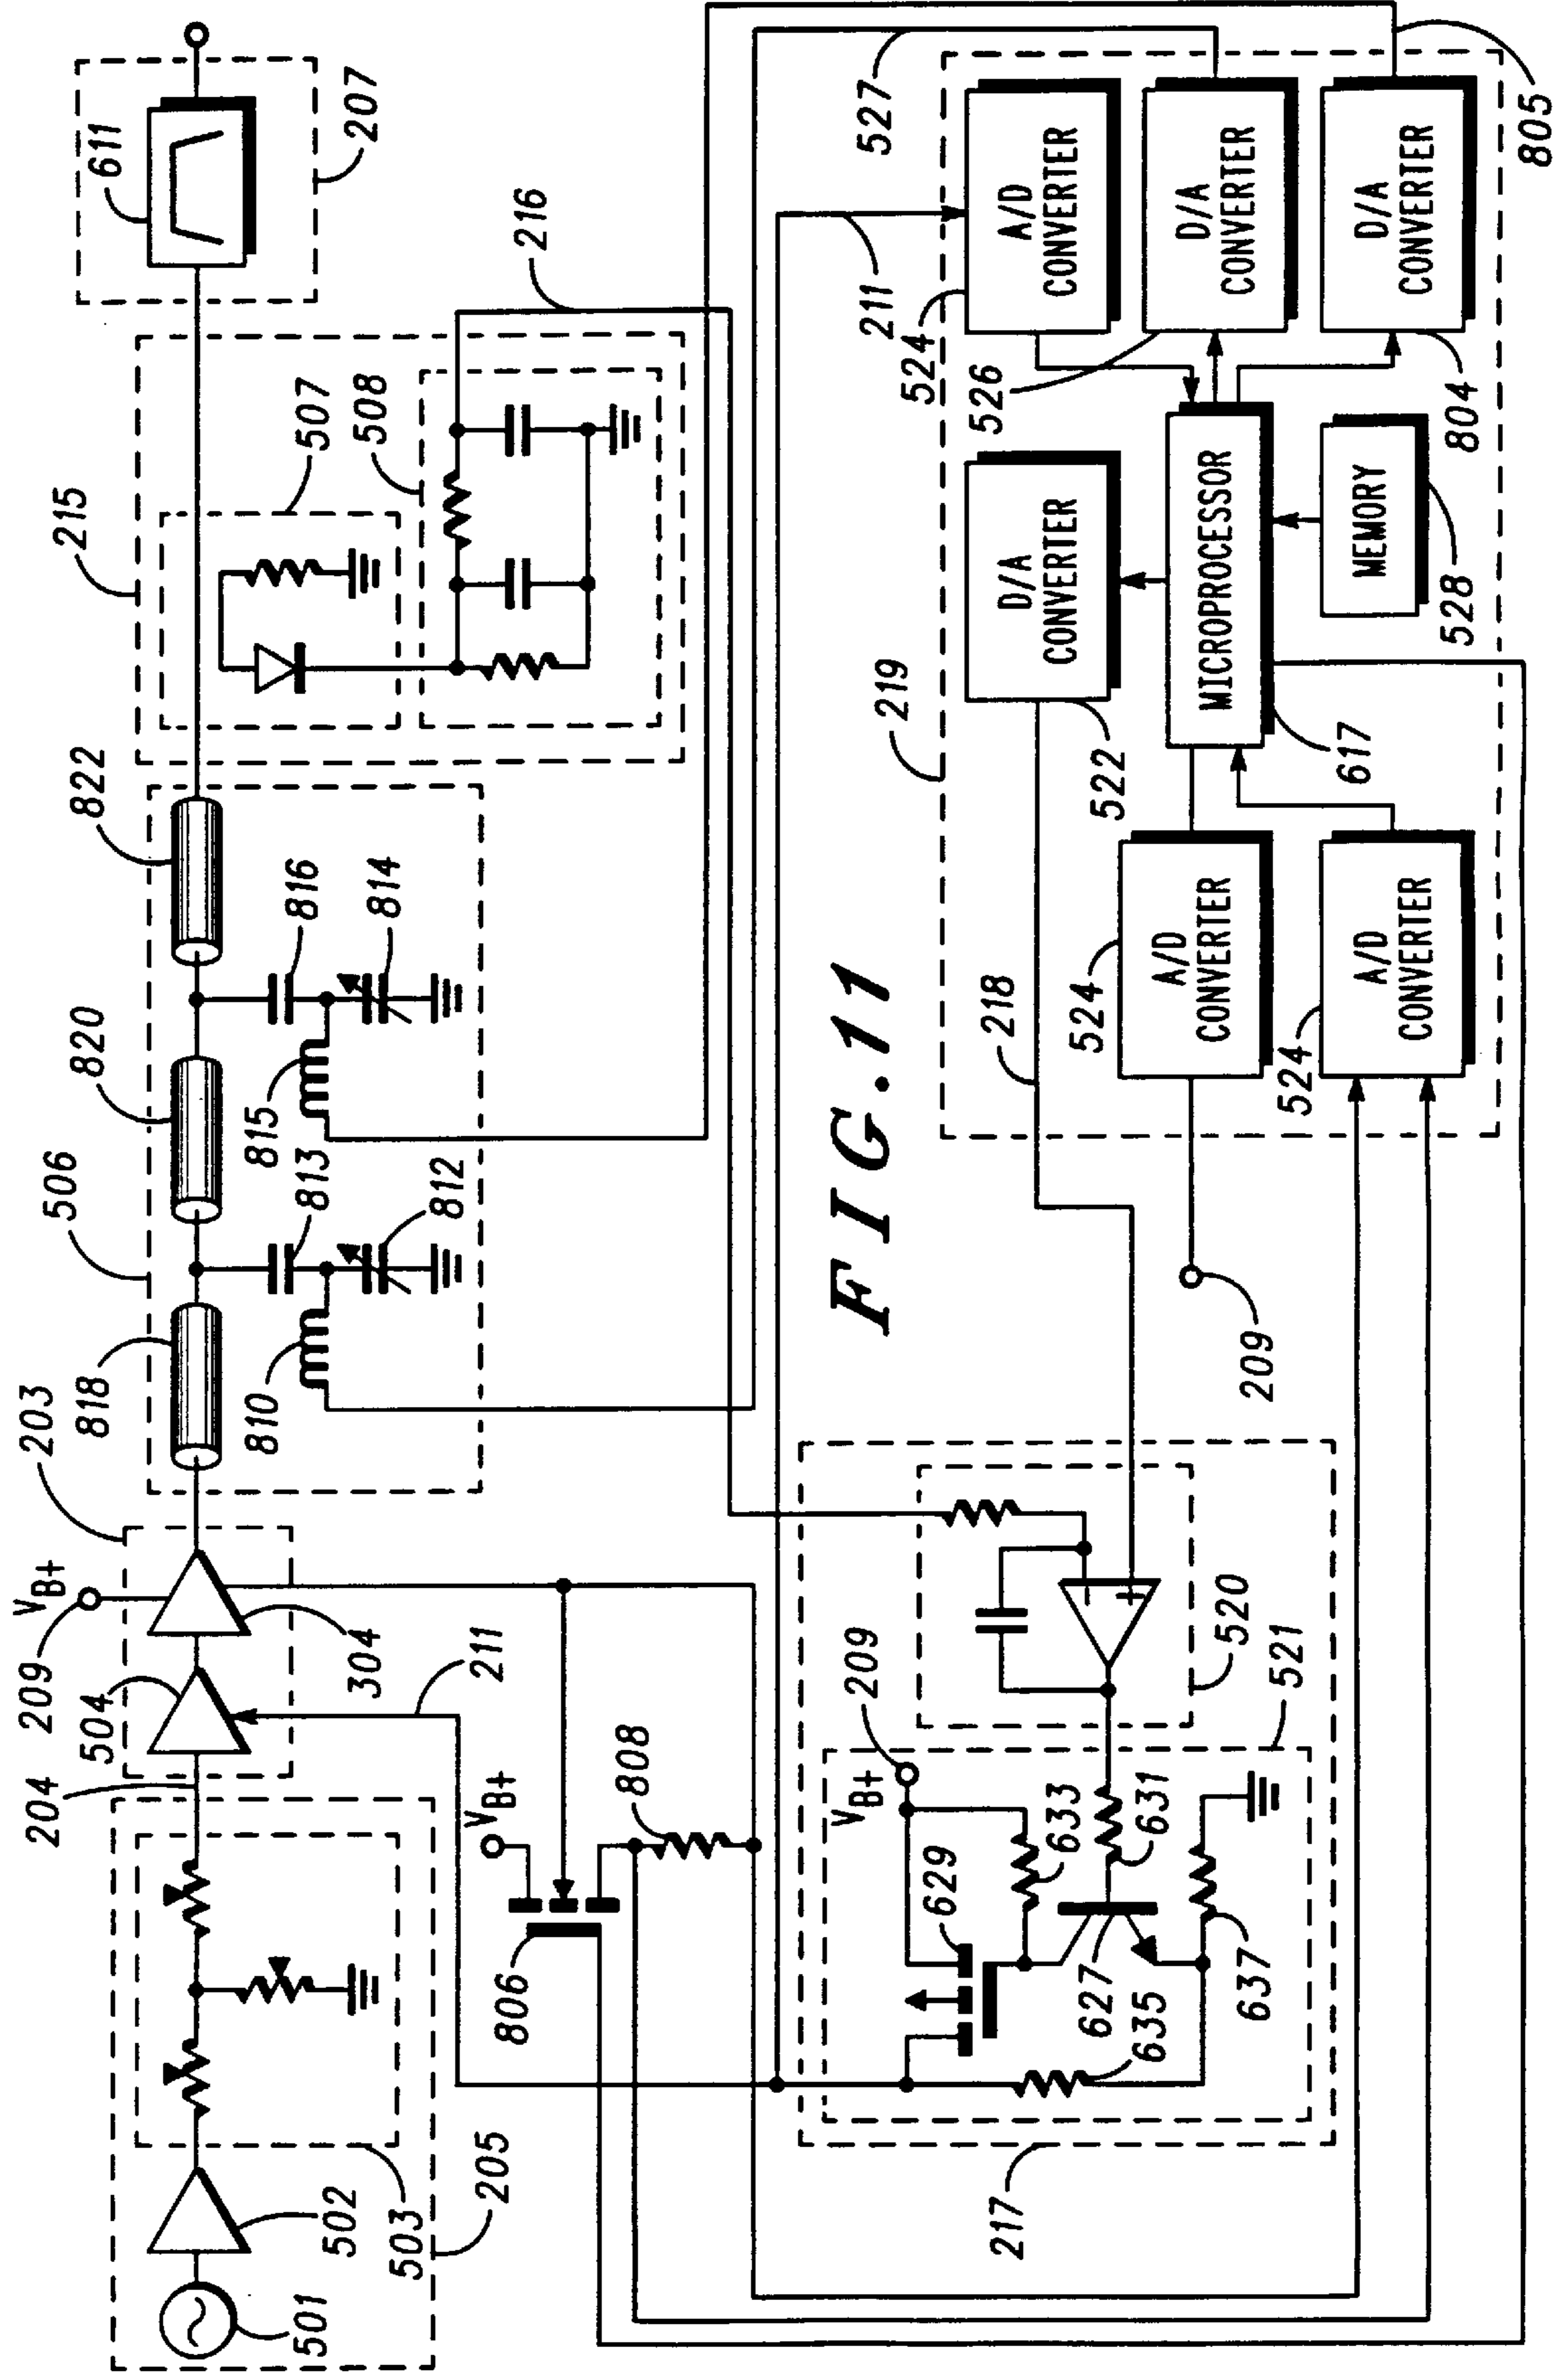 611
207
215
507
508
216
822
820
506
816
815
814
813
818
810
812
203
VB+
209
504
304
204
211
502
501
503
205
VB+
808
806
527
211
524
A/D
CONVERTER
D/A
CONVERTER
526
D/A
CONVERTER
804
805
219
D/A
CONVERTER
522
MICROPROCESSOR
617
MEMORY
528
218
524
A/D
CONVERTER
524
A/D
CONVERTER
209
FIG.11
520
521
209
VB+
629
633
631
627
635
637
217